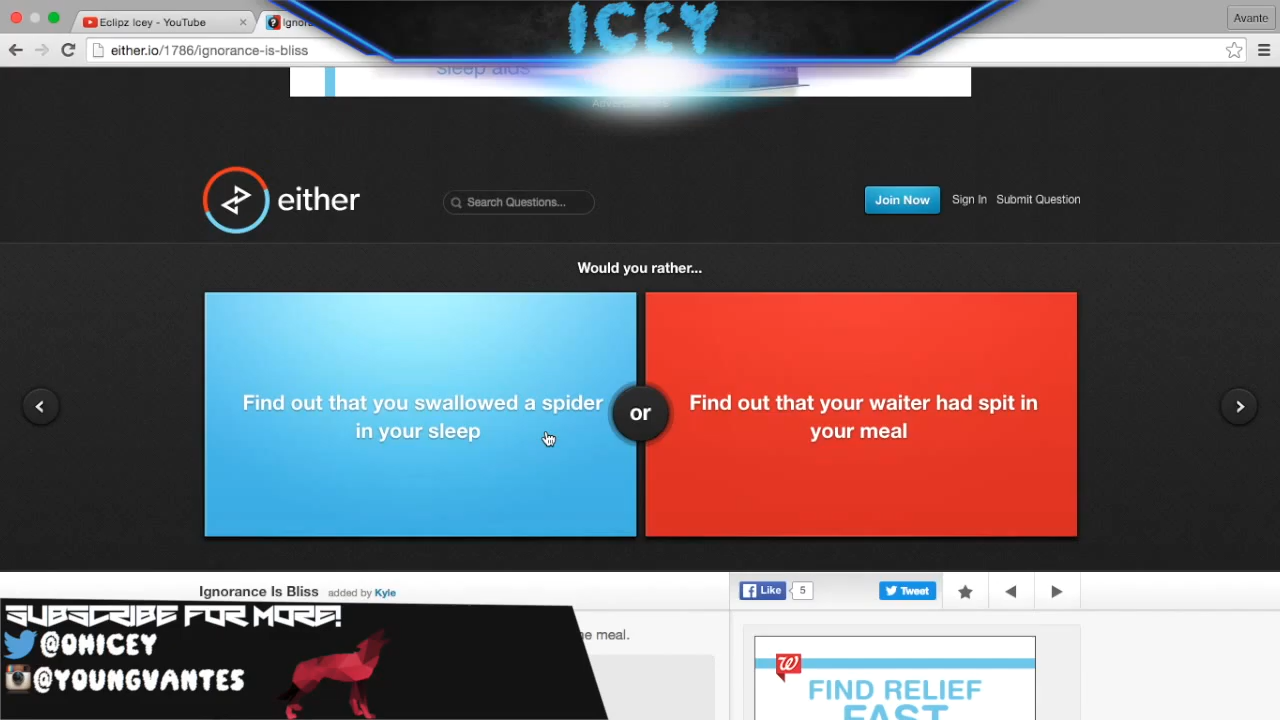 ICEY
Eclipz Icey - YouTube
Ignoran
Avante
either.io/1786/ignorance-is-bliss
sleep aids
either
Search Questions...
Join Now
Sign In
Submit Question
Would you rather...
Find out that you swallowed a spider
in your sleep
or
Find out that your waiter had spit in
your meal
Ignorance Is Bliss added by Kyle
Like
5
Tweet
SUBSCRIBE FOR MORE!
@OHICEY
@YOUNGVANTES
he meal.
W
FIND RELIEF
FAST